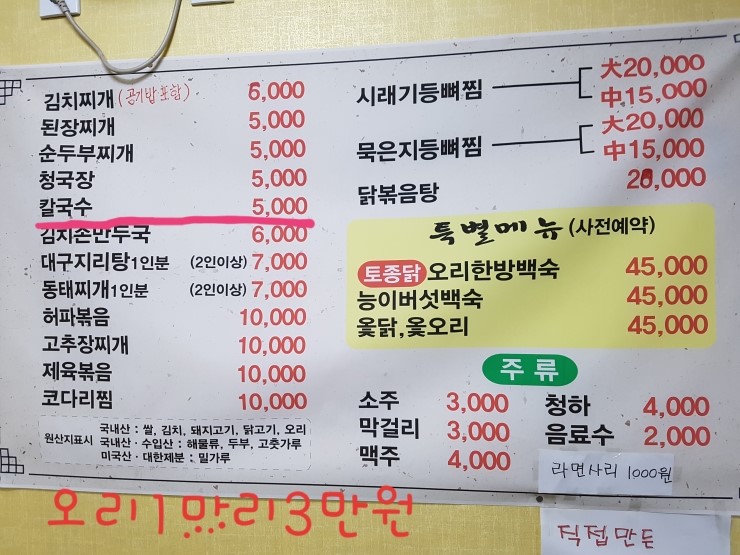 김치찌개 (공기밥포함) 6,000
된장찌개 5,000
순두부찌개 5,000
청국장 5,000
칼국수 5,000
김치손만두국 6,000
대구지리탕1인분 (2인이상) 7,000
동태찌개1인분 (2인이상) 7,000
허파볶음 10,000
고추장찌개 10,000
제육볶음 10,000
코다리찜 10,000
원산지표시
국내산 : 쌀, 김치, 돼지고기, 닭고기, 오리
국내산 · 수입산 : 해물류, 두부, 고춧가루
미국산 · 대한제분 : 밀가루
시래기등뼈찜 大20,000
中15,000
묵은지등뼈찜 大20,000
中15,000
닭볶음탕 20,000
특별메뉴 (사전예약)
토종닭 오리한방백숙 45,000
능이버섯백숙 45,000
옻닭,옻오리 45,000
주류
소주 3,000 청하 4,000
막걸리 3,000 음료수 2,000
맥주 4,000
라면사리 1000원
오리1마리3만원
직접만든